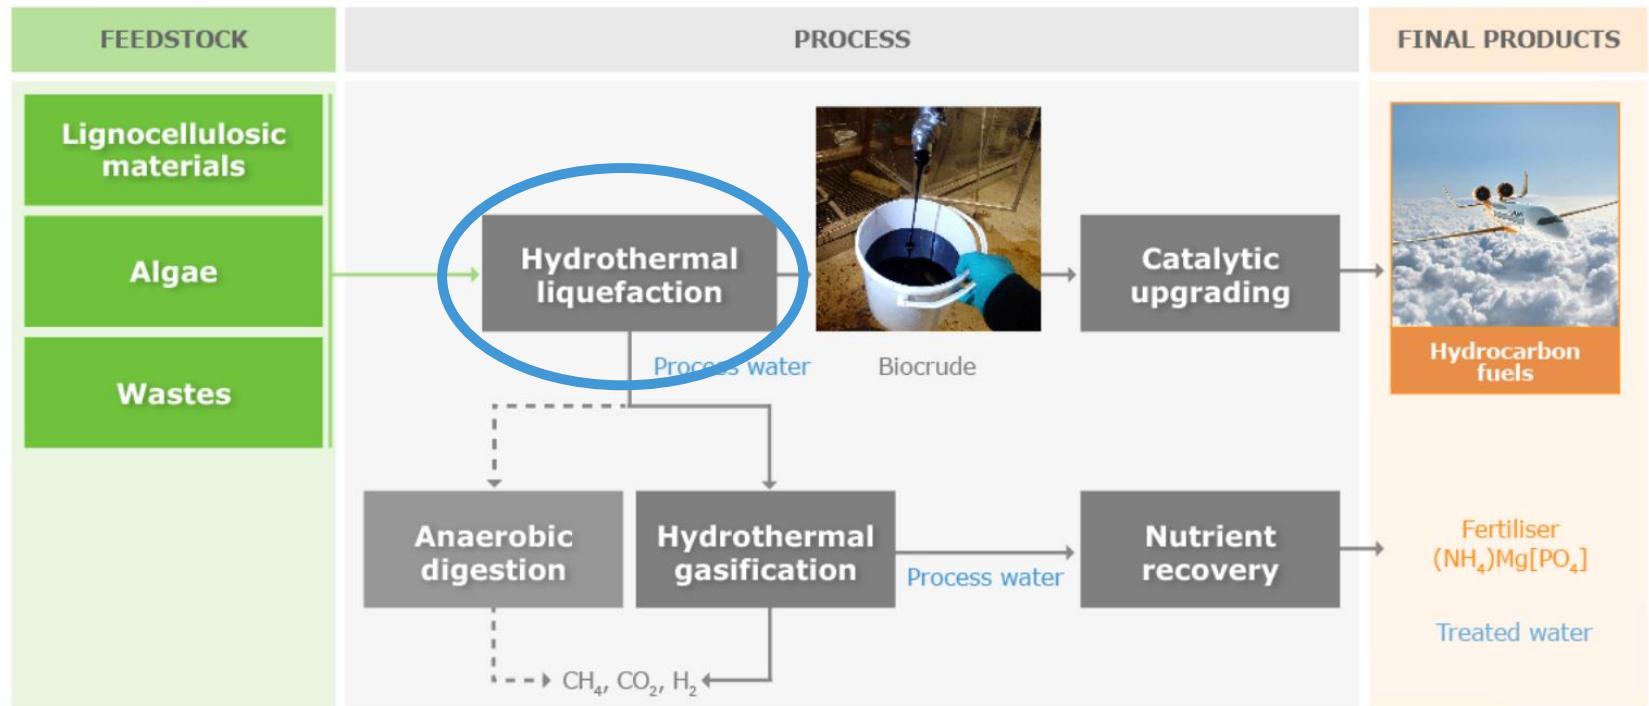 FEEDSTOCK
PROCESS
FINAL PRODUCTS
Lignocellulosic
materials
Algae
Wastes
Hydrothermal
liquefaction
Process water
Biocrude
Catalytic
upgrading
Hydrocarbon
fuels
Anaerobic
digestion
Hydrothermal
gasification
Process water
Nutrient
recovery
Fertiliser
(NH₄)Mg[PO₄]
Treated water
CH₄, CO₂, H₂